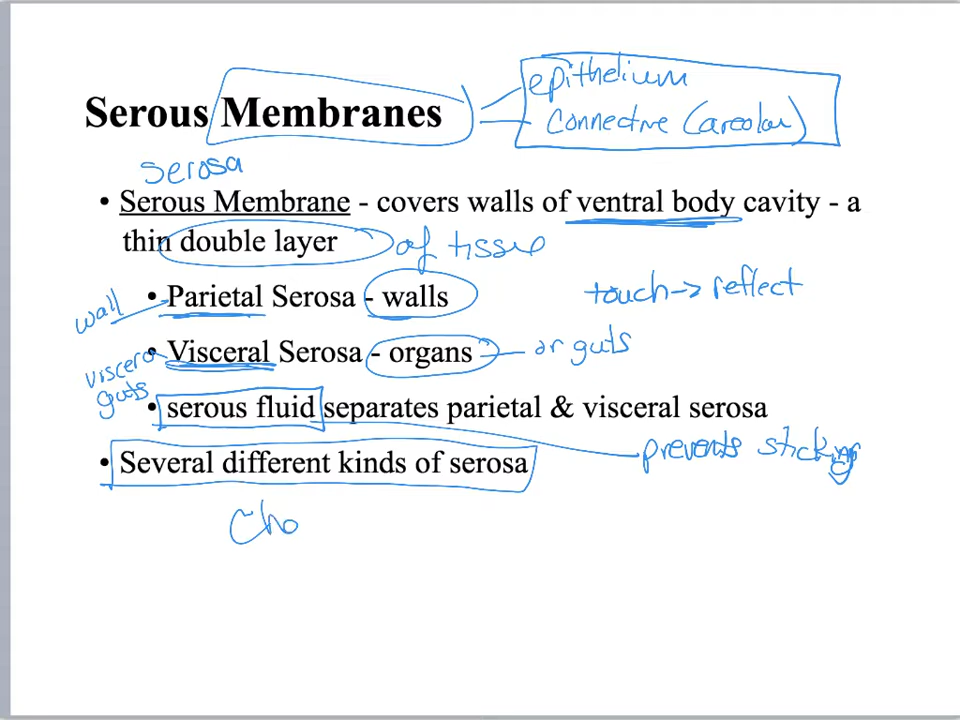 epithelium
Serous Membranes
connective (areolar)
serosa
• Serous Membrane - covers walls of ventral body cavity - a
thin double layer of tissue
wall • Parietal Serosa - walls touch → reflect
viscera guts • Visceral Serosa - organs or guts
• serous fluid separates parietal & visceral serosa
prevents sticking
• Several different kinds of serosa
Cho